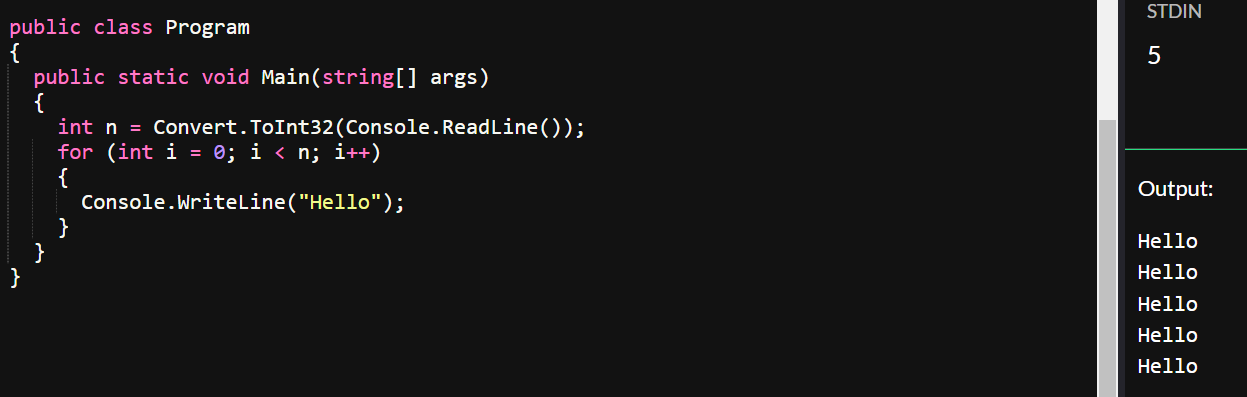 public class Program
{
  public static void Main(string[] args)
  {
    int n = Convert.ToInt32(Console.ReadLine());
    for (int i = 0; i < n; i++)
    {
      Console.WriteLine("Hello");
    }
  }
}
STDIN
5
Output:
Hello
Hello
Hello
Hello
Hello